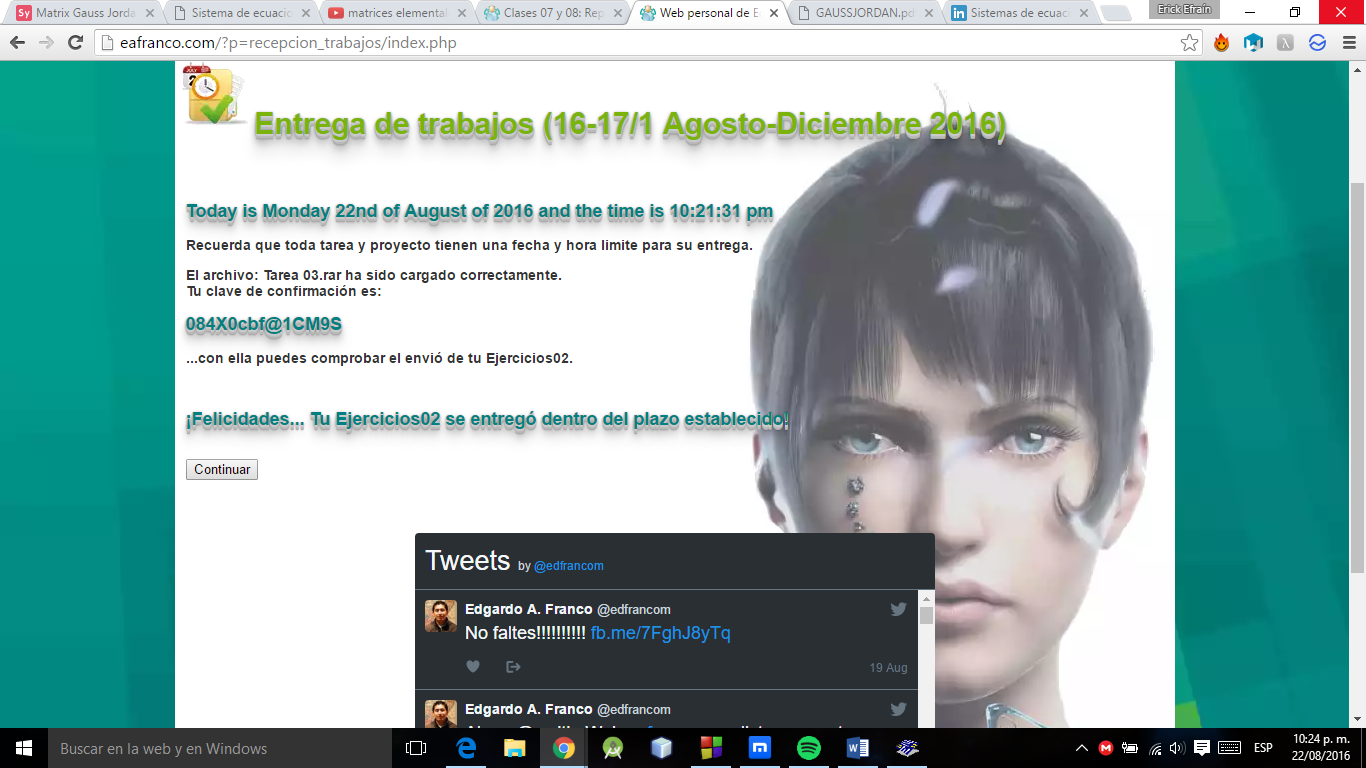 Matrix Gauss Jorda
Sistema de ecuacio
matrices elemental
Clases 07 y 08: Rep
Web personal de E
GAUSSJORDAN.pd
Sistemas de ecuac
Erick Efraín
eafranco.com/?p=recepcion_trabajos/index.php
Entrega de trabajos (16-17/1 Agosto-Diciembre 2016)
Today is Monday 22nd of August of 2016 and the time is 10:21:31 pm
Recuerda que toda tarea y proyecto tienen una fecha y hora limite para su entrega.
El archivo: Tarea 03.rar ha sido cargado correctamente.
Tu clave de confirmación es:
084X0cbf@1CM9S
...con ella puedes comprobar el envió de tu Ejercicios02.
¡Felicidades... Tu Ejercicios02 se entregó dentro del plazo establecido!
Continuar
Tweets by @edfrancom
Edgardo A. Franco @edfrancom
No faltes!!!!!!!!!! fb.me/7FghJ8yTq
19 Aug
Edgardo A. Franco @edfrancom
Buscar en la web y en Windows
ESP
10:24 p. m.
22/08/2016